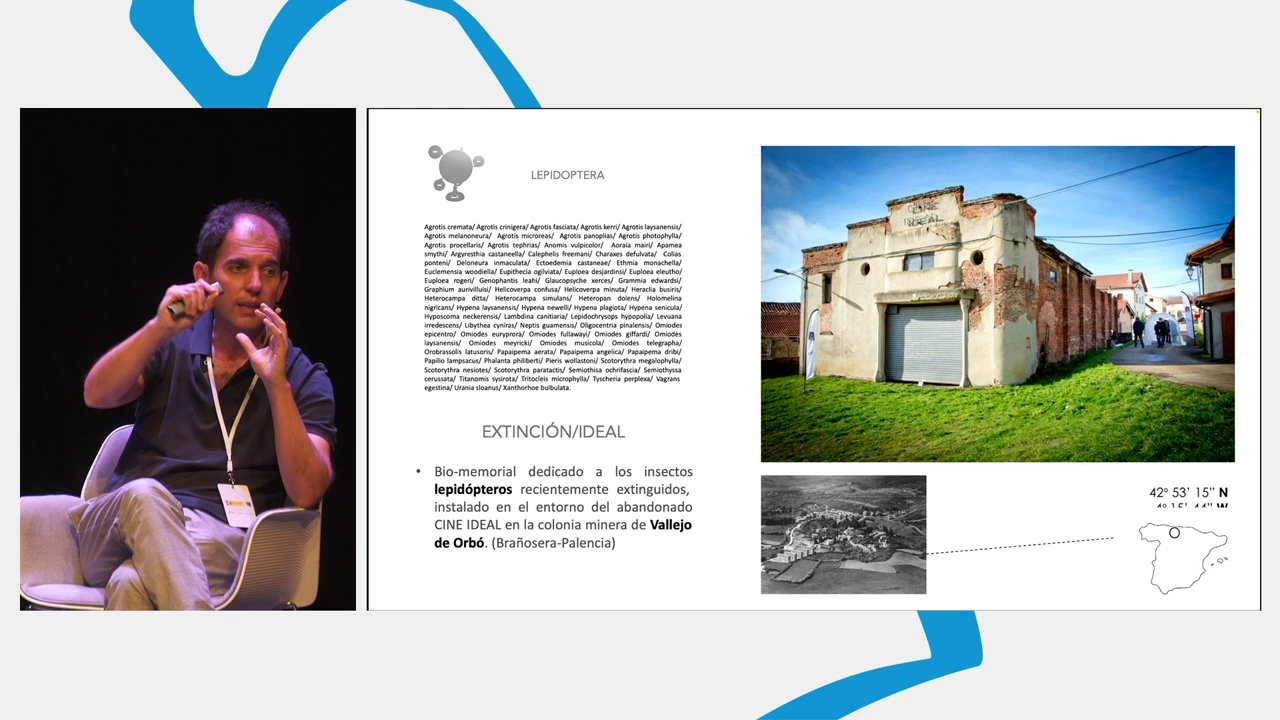 LEPIDOPTERA
Agrotis cremata/ Agrotis crinigera/ Agrotis fasciata/ Agrotis kerri/ Agrotis laysanensis/
Agrotis melanoneura/ Agrotis microreas/ Agrotis panoplias/ Agrotis photophylla/
Agrotis procellaris/ Agrotis tephrias/ Anomis vulpicolor/ Aoraia mairi/ Apamea
smythi/ Argyresthia castaneella/ Calephelis freemani/ Charaxes defulvata/ Colias
ponteni/ Deloneura inmaculata/ Ectoedemia castaneae/ Ethmia monachella/
Euclemensia woodiella/ Eupithecia ogilviata/ Euploea desjardinsi/ Euploea eleutho/
Euploea rogeri/ Genophantis leahi/ Glaucopsyche xerces/ Grammia edwardsi/
Graphium aurivilluisi/ Helicoverpa confusa/ Helicoverpa minuta/ Heraclia busiris/
Heterocampa ditta/ Heterocampa simulans/ Heteropan dolens/ Holomelina
nigricans/ Hypena laysanensis/ Hypena newelli/ Hypena plagiota/ Hypena senicula/
Hyposcoma neckerensis/ Lambdina canitiaria/ Lepidochrysops hypopolia/ Levuana
irredescens/ Libythea cyniras/ Neptis guamensis/ Oligocentria pinalensis/ Omiodes
epicentro/ Omiodes euryprora/ Omiodes fullawayi/ Omiodes giffardi/ Omiodes
laysanensis/ Omiodes meyricki/ Omiodes musicola/ Omiodes telegrapha/
Orobrassolis latusoris/ Papaipema aerata/ Papaipema angelica/ Papaipema dribi/
Papilio lampsacus/ Phalanta philiberti/ Pieris wollastoni/ Scotorythra megalophylla/
Scotorythra nesiotes/ Scotorythra paratactis/ Semiothisa ochrifascia/ Semiothyssa
cerussata/ Titanomis sysirota/ Tritocleis microphylla/ Tyscheria perplexa/ Vagrans
egestina/ Urania sloanus/ Xanthorhoe bulbulata.
EXTINCIÓN/IDEAL
• Bio-memorial dedicado a los insectos
lepidópteros recientemente extinguidos,
instalado en el entorno del abandonado
CINE IDEAL en la colonia minera de Vallejo
de Orbó. (Brañosera-Palencia)
CINE
IDEAL
42° 53' 15'' N
4° 15' 44'' W